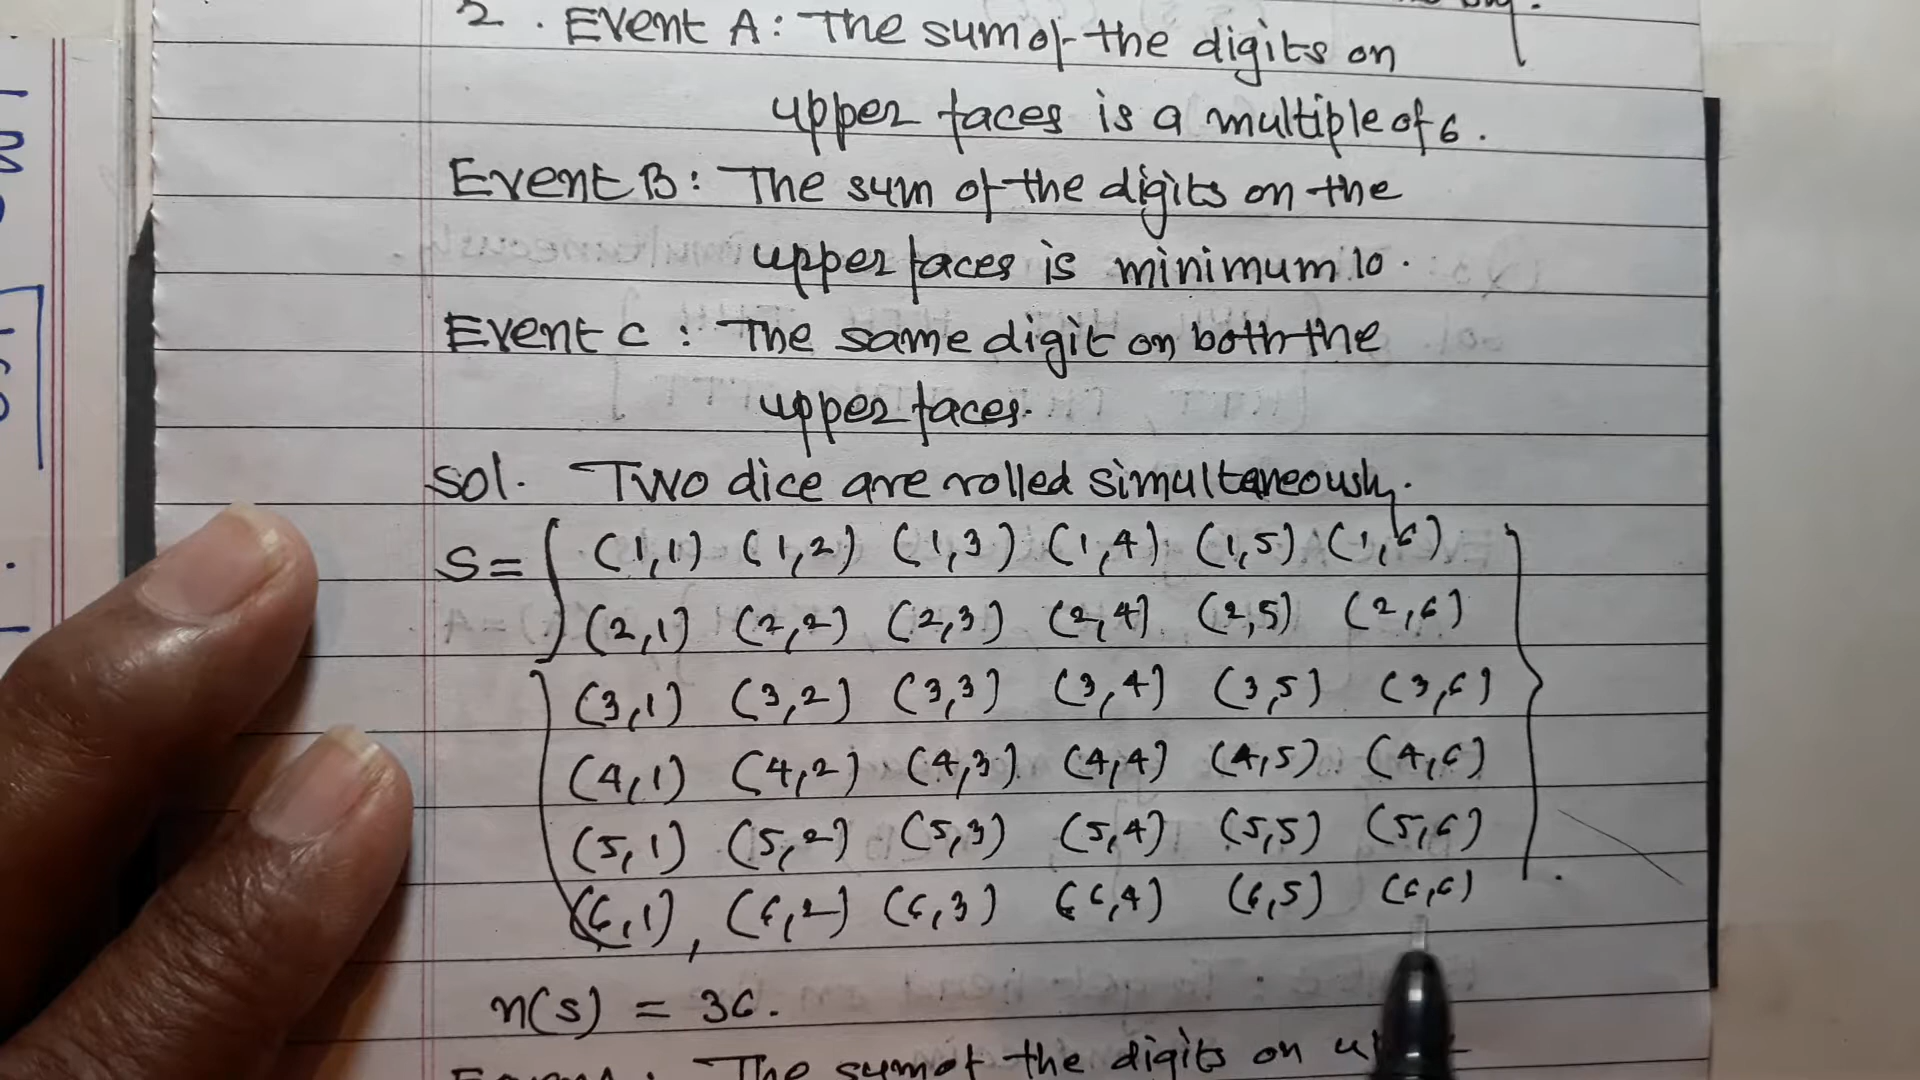 2. Event A: The sum of the digits on
upper faces is a multiple of 6.
Event B: The sum of the digits on the
upper faces is minimum 10.
Event C: The same digit on both the
upper faces.
Sol. Two dice are rolled simultaneously.
S = { (1,1) (1,2) (1,3) (1,4) (1,5) (1,6)
(2,1) (2,2) (2,3) (2,4) (2,5) (2,6)
(3,1) (3,2) (3,3) (3,4) (3,5) (3,6)
(4,1) (4,2) (4,3) (4,4) (4,5) (4,6)
(5,1) (5,2) (5,3) (5,4) (5,5) (5,6)
(6,1), (6,2) (6,3) (6,4) (6,5) (6,6) }.
n(s) = 36.
The sum of the digits on